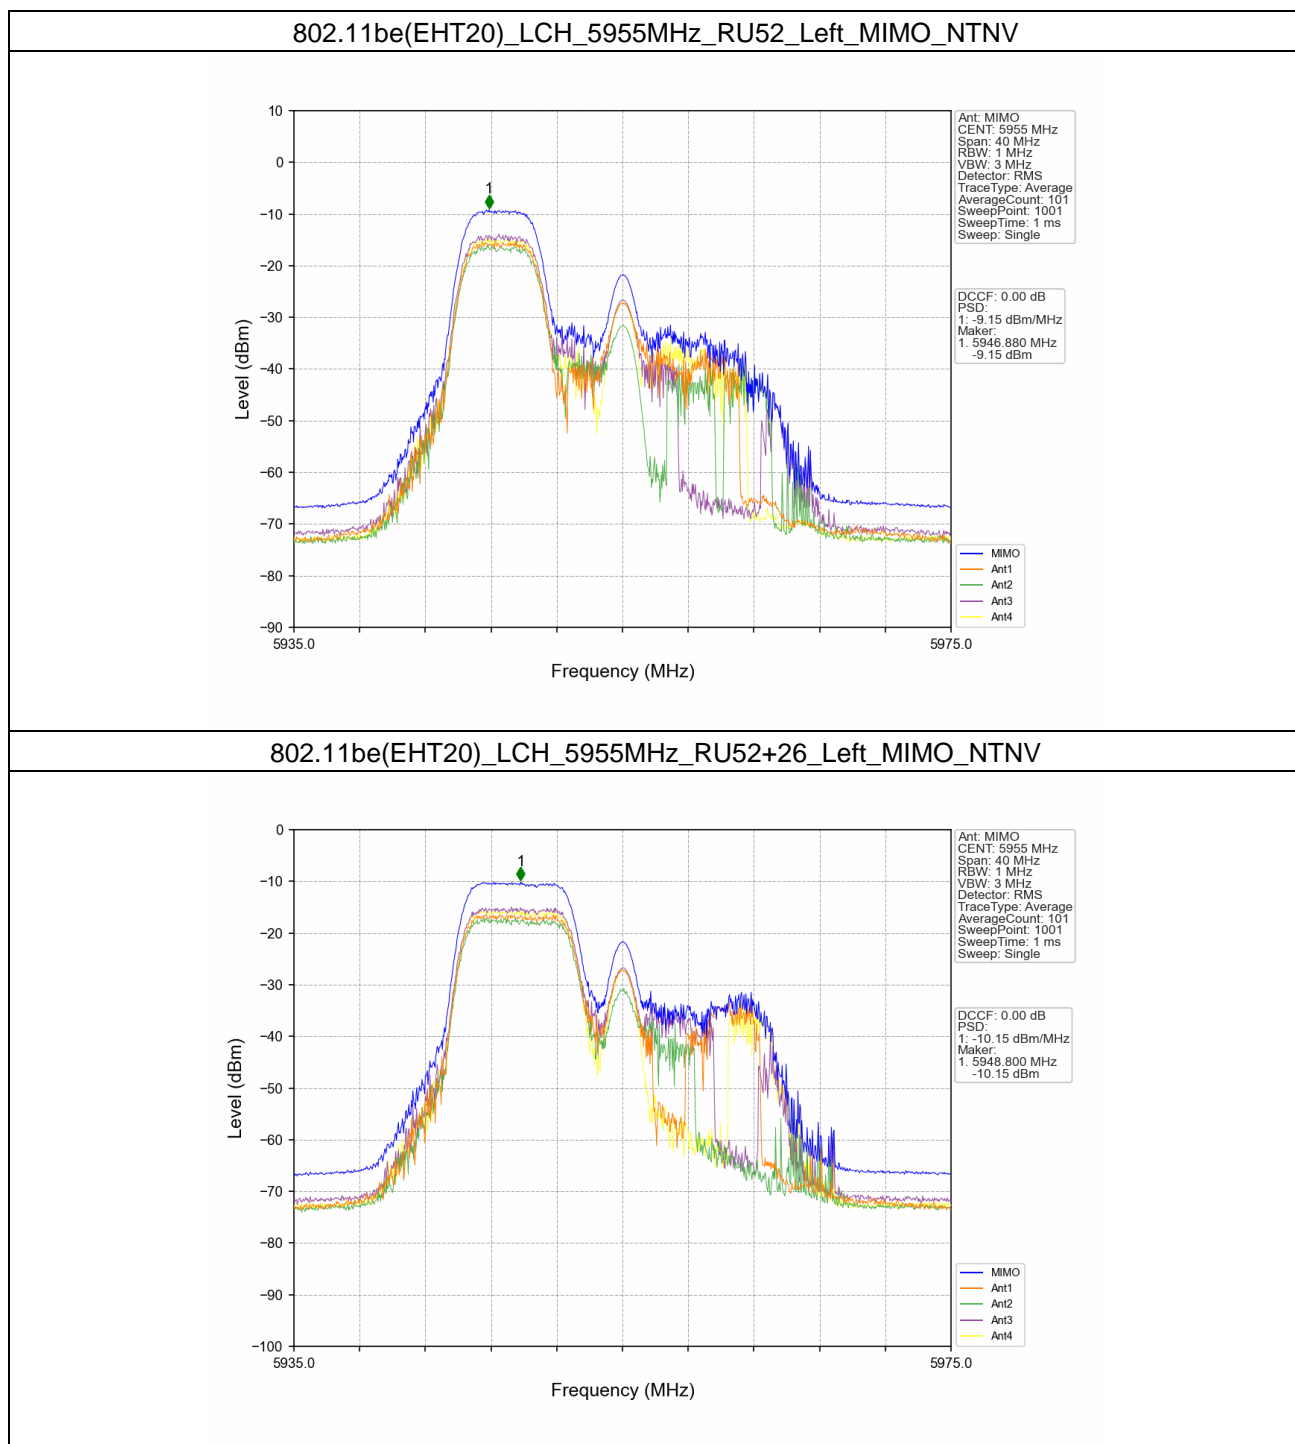 802.11be(EHT20)_LCH_5955MHz_RU52_Left_MIMO_NTNV
10
0
−10
−20
−30
−40
−50
−60
−70
−80
−90
Level (dBm)
1
5935.0
5975.0
Frequency (MHz)
Ant: MIMO
CENT: 5955 MHz
Span: 40 MHz
RBW: 1 MHz
VBW: 3 MHz
Detector: RMS
TraceType: Average
AverageCount: 101
SweepPoint: 1001
SweepTime: 1 ms
Sweep: Single
DCCF: 0.00 dB
PSD:
1: -9.15 dBm/MHz
Maker:
1. 5946.880 MHz
-9.15 dBm
MIMO
Ant1
Ant2
Ant3
Ant4
802.11be(EHT20)_LCH_5955MHz_RU52+26_Left_MIMO_NTNV
0
−10
−20
−30
−40
−50
−60
−70
−80
−90
−100
Level (dBm)
1
5935.0
5975.0
Frequency (MHz)
Ant: MIMO
CENT: 5955 MHz
Span: 40 MHz
RBW: 1 MHz
VBW: 3 MHz
Detector: RMS
TraceType: Average
AverageCount: 101
SweepPoint: 1001
SweepTime: 1 ms
Sweep: Single
DCCF: 0.00 dB
PSD:
1: -10.15 dBm/MHz
Maker:
1. 5948.800 MHz
-10.15 dBm
MIMO
Ant1
Ant2
Ant3
Ant4